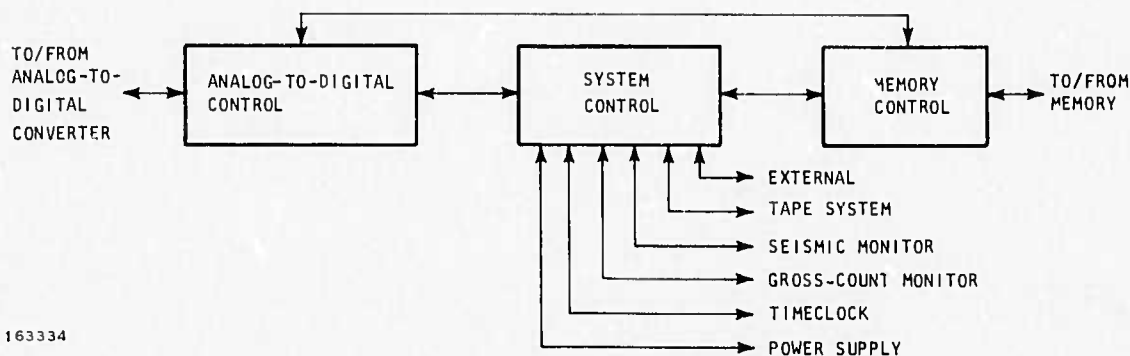 TO/FROM
ANALOG-TO-
DIGITAL
CONVERTER
ANALOG-TO-DIGITAL
CONTROL
SYSTEM
CONTROL
MEMORY
CONTROL
TO/FROM
MEMORY
EXTERNAL
TAPE SYSTEM
SEISMIC MONITOR
GROSS-COUNT MONITOR
TIMECLOCK
POWER SUPPLY
163334